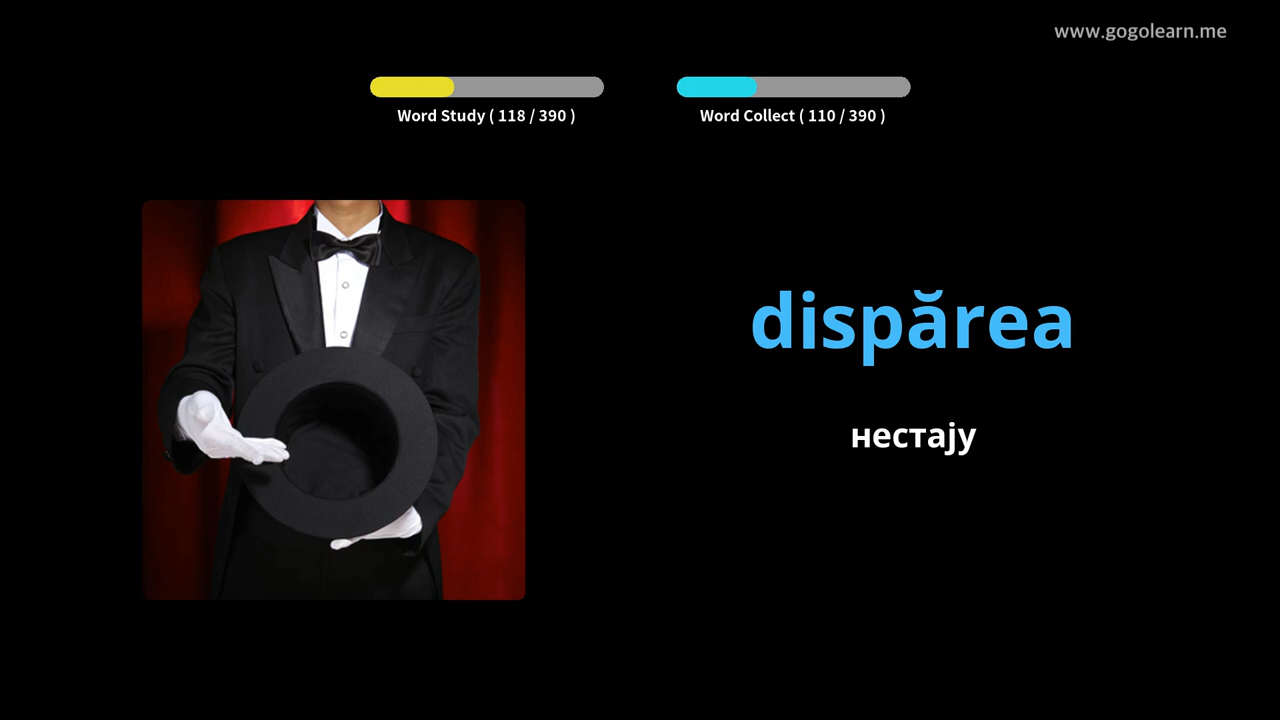 www.gogolearn.me
Word Study ( 118 / 390 )
Word Collect ( 110 / 390 )
dispărea
нестају